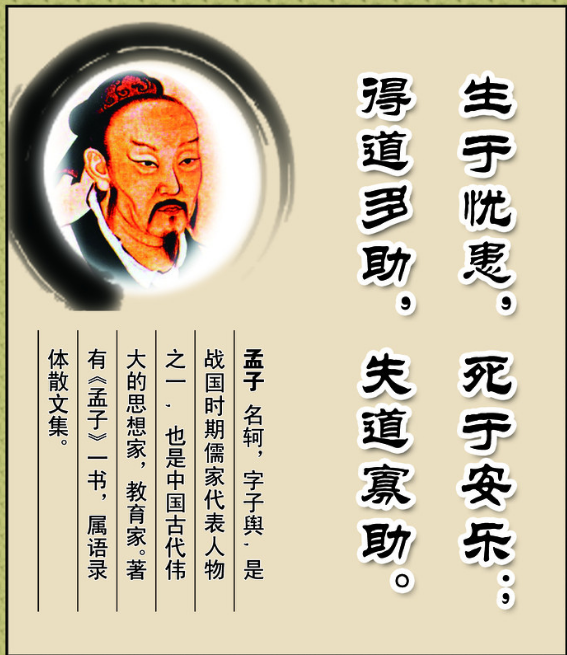 生于忧患，死于安乐；
得道多助，失道寡助。
孟子 名轲，字子舆，是
战国时期儒家代表人物
之一，也是中国古代伟
大的思想家，教育家。著
有《孟子》一书，属语录
体散文集。